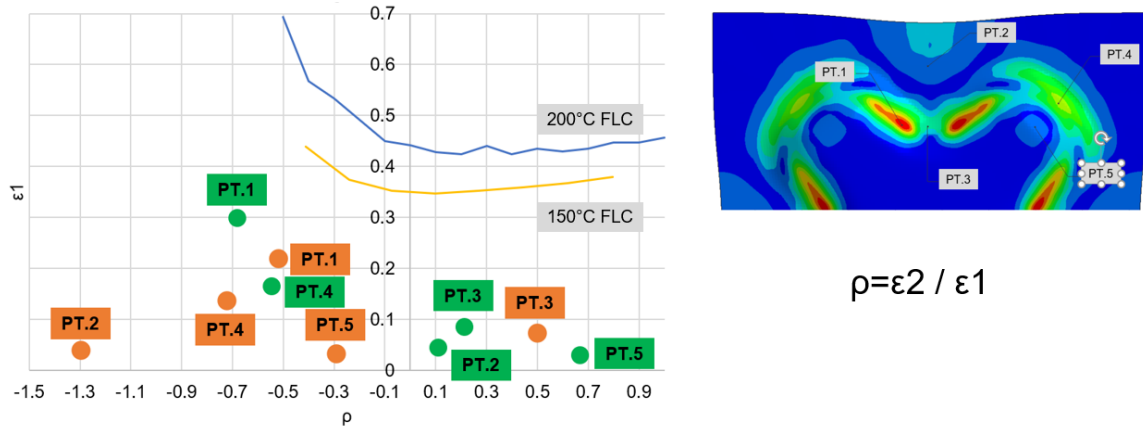 0.7
0.6
0.5
0.4
0.3
0.2
0.1
0
ε1
-1.5
-1.3
-1.1
-0.9
-0.7
-0.5
-0.3
-0.1
0.1
0.3
0.5
0.7
0.9
ρ
200°C FLC
150°C FLC
PT.1
PT.1
PT.4
PT.2
PT.4
PT.5
PT.3
PT.3
PT.2
PT.5
PT.2
PT.1
PT.4
PT.3
PT.5
ρ=ε2 / ε1